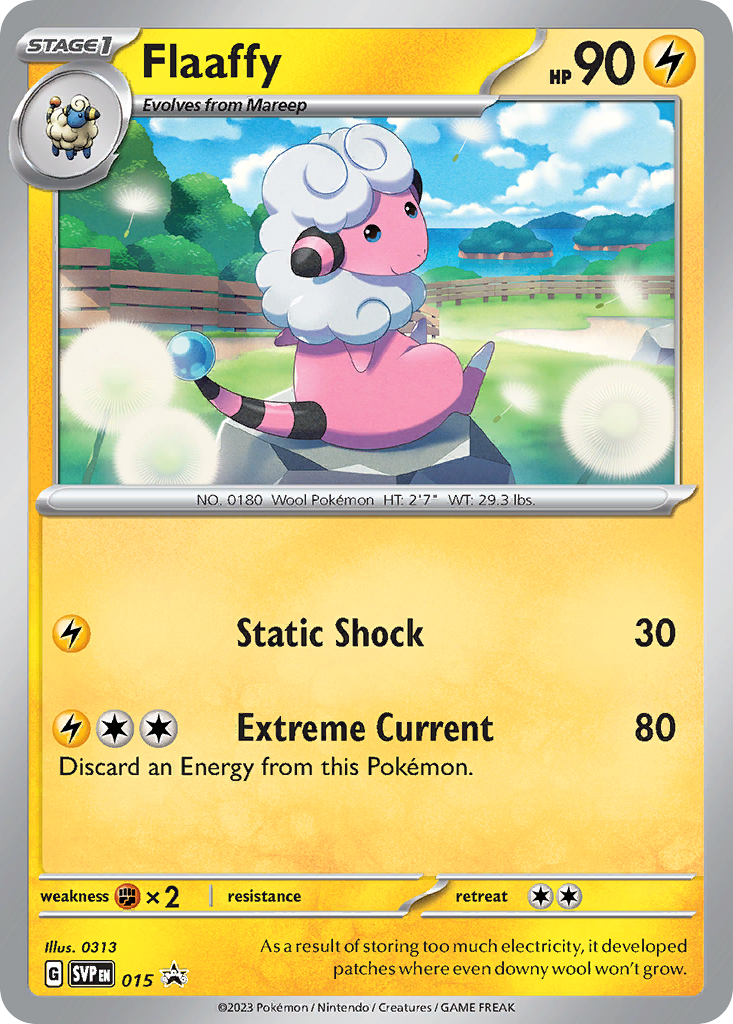 STAGE1
Flaaffy
HP 90
Evolves from Mareep
NO. 0180 Wool Pokémon HT: 2'7" WT: 29.3 lbs.
Static Shock 30
Extreme Current 80
Discard an Energy from this Pokémon.
weakness ×2 resistance retreat
Illus. 0313
As a result of storing too much electricity, it developed
patches where even downy wool won't grow.
G SVP EN 015
©2023 Pokémon / Nintendo / Creatures / GAME FREAK